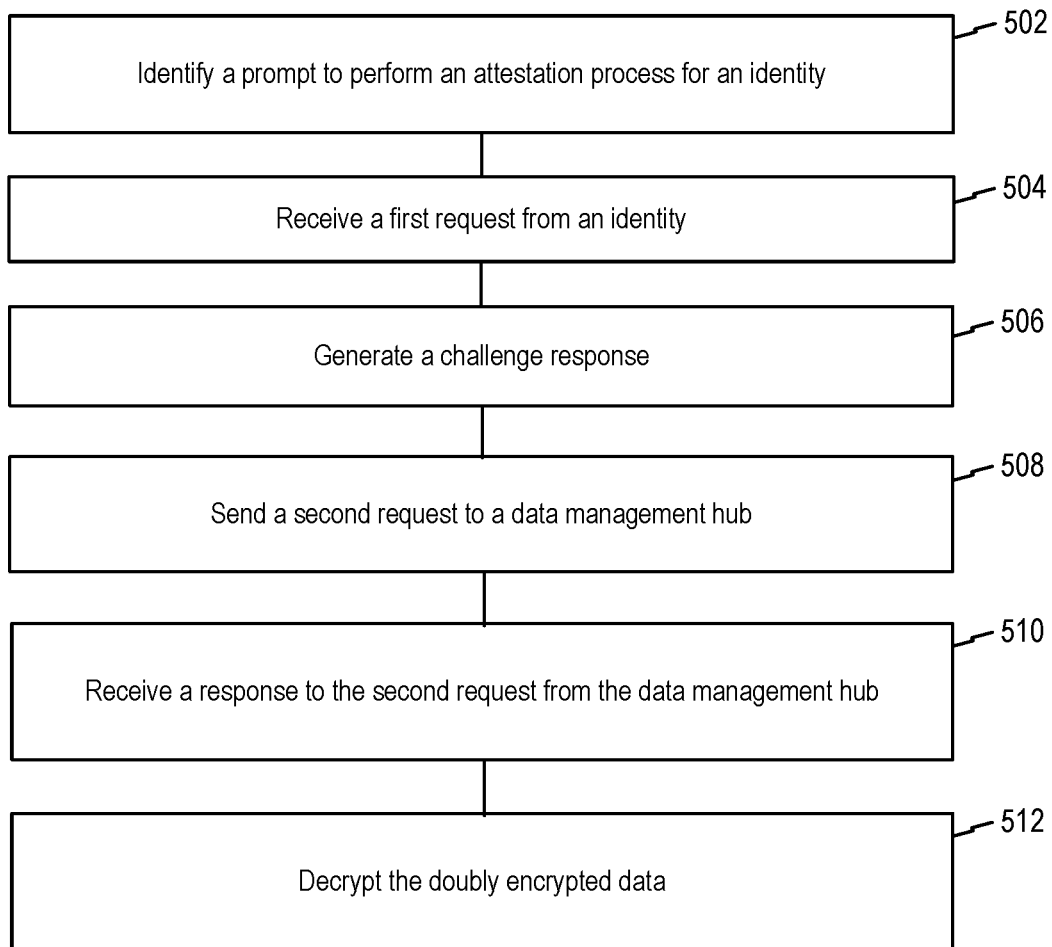 502
Identify a prompt to perform an attestation process for an identity
504
Receive a first request from an identity
506
Generate a challenge response
508
Send a second request to a data management hub
510
Receive a response to the second request from the data management hub
512
Decrypt the doubly encrypted data